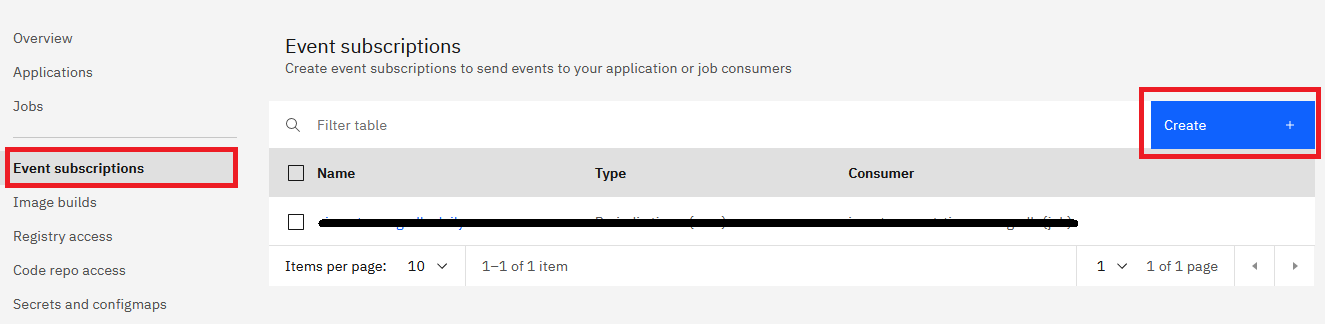 Overview
Applications
Jobs
Event subscriptions
Image builds
Registry access
Code repo access
Secrets and configmaps
Event subscriptions
Create event subscriptions to send events to your application or job consumers
Filter table
Create +
Name Type Consumer
Items per page: 10 1–1 of 1 item 1 1 of 1 page